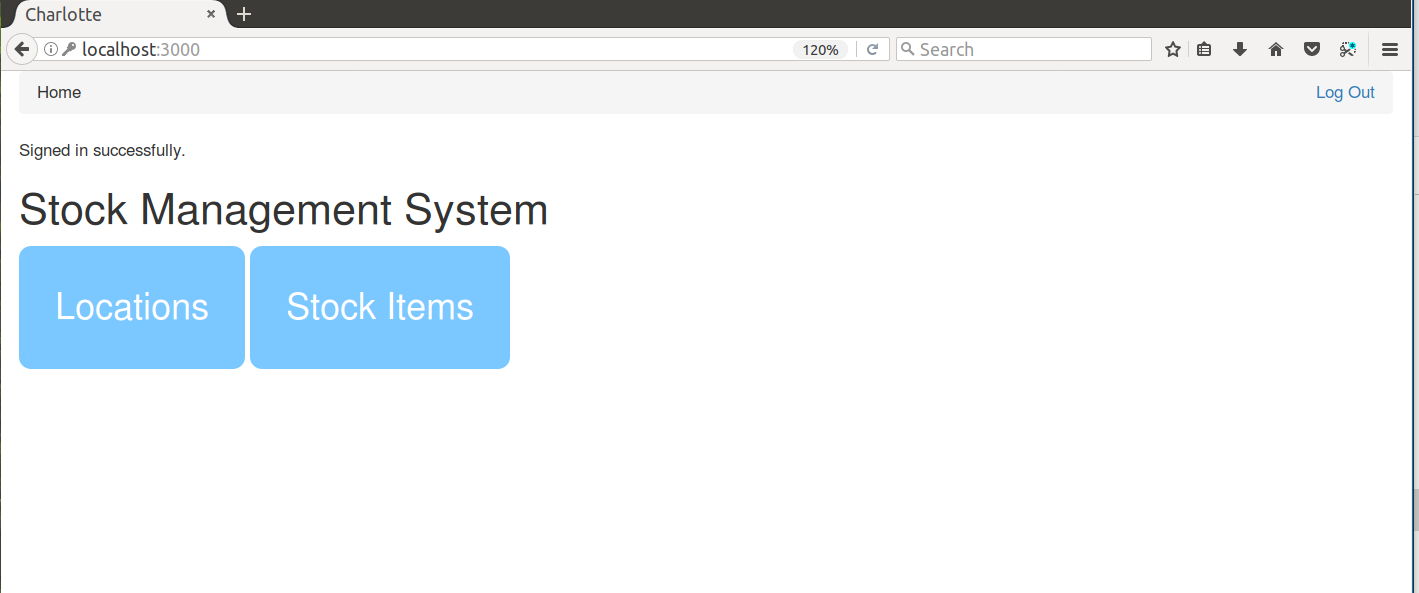 Charlotte
localhost:3000 120% Search
Home Log Out
Signed in successfully.
Stock Management System
Locations Stock Items